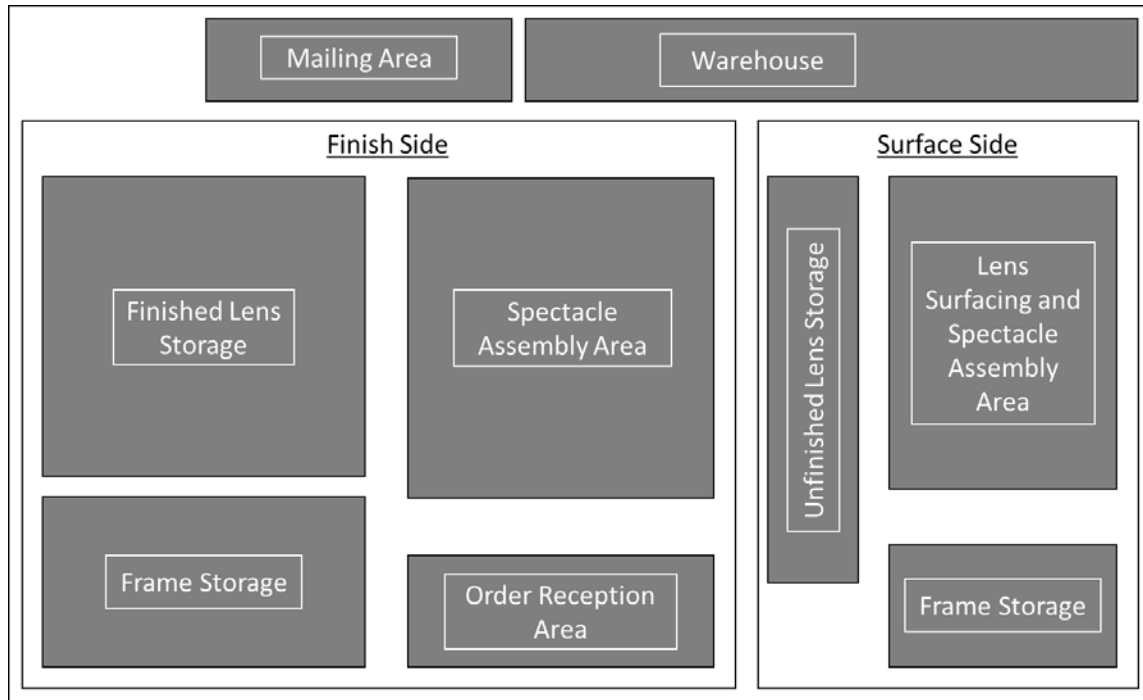 Mailing Area
Warehouse
Finish Side
Finished Lens
Storage
Spectacle
Assembly Area
Frame Storage
Order Reception
Area
Surface Side
Unfinished Lens Storage
Lens
Surfacing and
Spectacle
Assembly
Area
Frame Storage